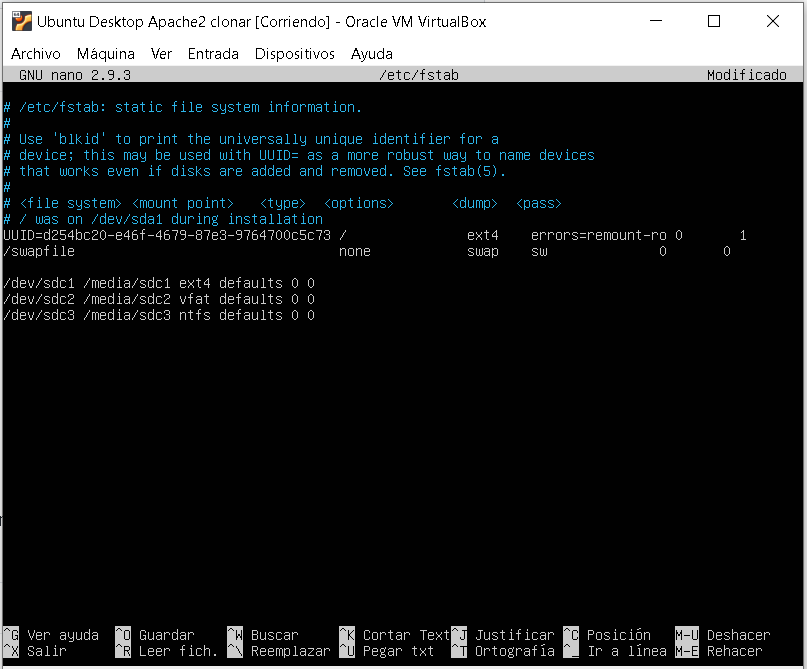 Ubuntu Desktop Apache2 clonar [Corriendo] - Oracle VM VirtualBox
Archivo Máquina Ver Entrada Dispositivos Ayuda
GNU nano 2.9.3 /etc/fstab Modificado
# /etc/fstab: static file system information.
#
# Use 'blkid' to print the universally unique identifier for a
# device; this may be used with UUID= as a more robust way to name devices
# that works even if disks are added and removed. See fstab(5).
#
# <file system> <mount point> <type> <options> <dump> <pass>
# / was on /dev/sda1 during installation
UUID=d254bc20-e46f-4679-87e3-9764700c5c73 / ext4 errors=remount-ro 0 1
/swapfile none swap sw 0 0
/dev/sdc1 /media/sdc1 ext4 defaults 0 0
/dev/sdc2 /media/sdc2 vfat defaults 0 0
/dev/sdc3 /media/sdc3 ntfs defaults 0 0
^G Ver ayuda ^O Guardar ^W Buscar ^K Cortar Text ^J Justificar ^C Posición M-U Deshacer
^X Salir ^R Leer fich. ^\ Reemplazar ^U Pegar txt ^T Ortografía ^_ Ir a línea M-E Rehacer